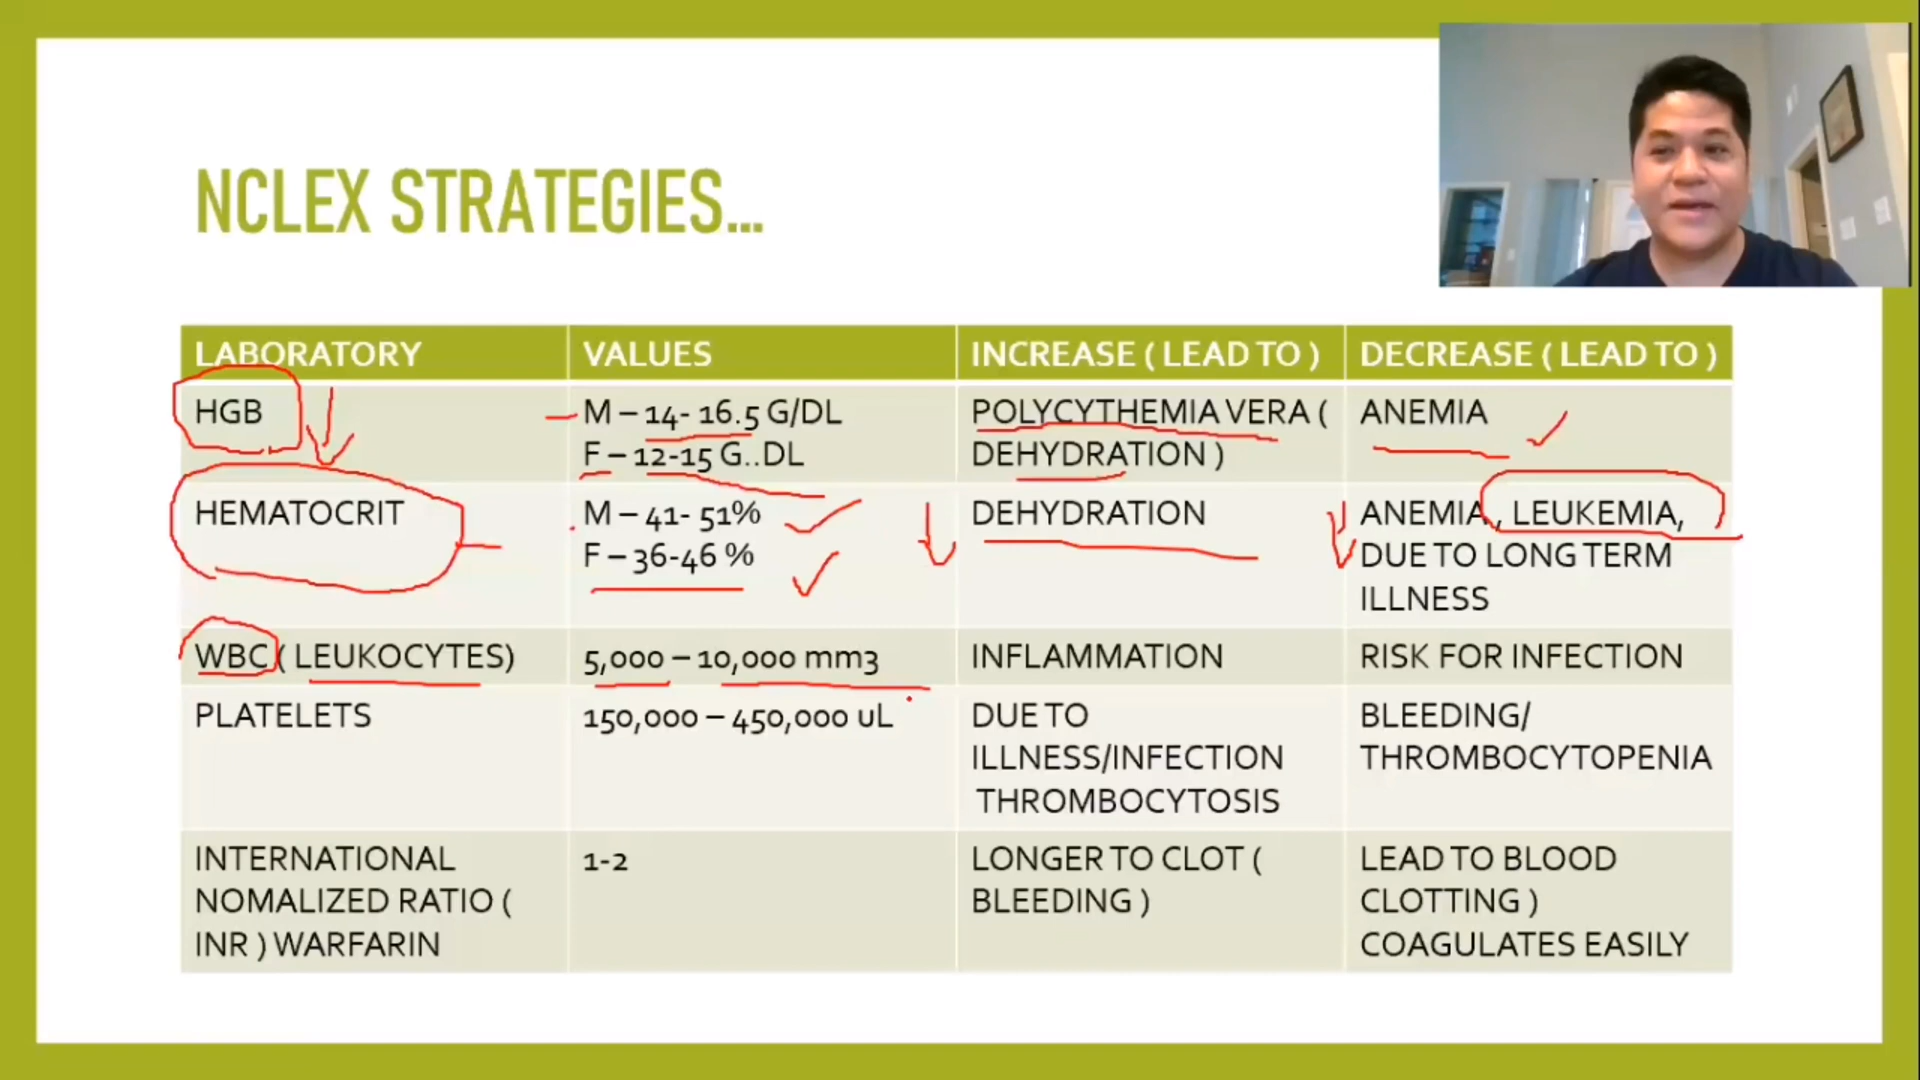 NCLEX STRATEGIES...
LABORATORY VALUES INCREASE ( LEAD TO ) DECREASE ( LEAD TO )
HGB
M – 14- 16.5 G/DL
F – 12-15 G..DL
POLYCYTHEMIA VERA (
DEHYDRATION )
ANEMIA
HEMATOCRIT
M – 41- 51%
F – 36-46 %
DEHYDRATION
ANEMIA , LEUKEMIA,
DUE TO LONG TERM
ILLNESS
WBC ( LEUKOCYTES)
5,000 – 10,000 mm3
INFLAMMATION
RISK FOR INFECTION
PLATELETS
150,000 – 450,000 uL
DUE TO
ILLNESS/INFECTION
THROMBOCYTOSIS
BLEEDING/
THROMBOCYTOPENIA
INTERNATIONAL
NOMALIZED RATIO (
INR ) WARFARIN
1-2
LONGER TO CLOT (
BLEEDING )
LEAD TO BLOOD
CLOTTING )
COAGULATES EASILY